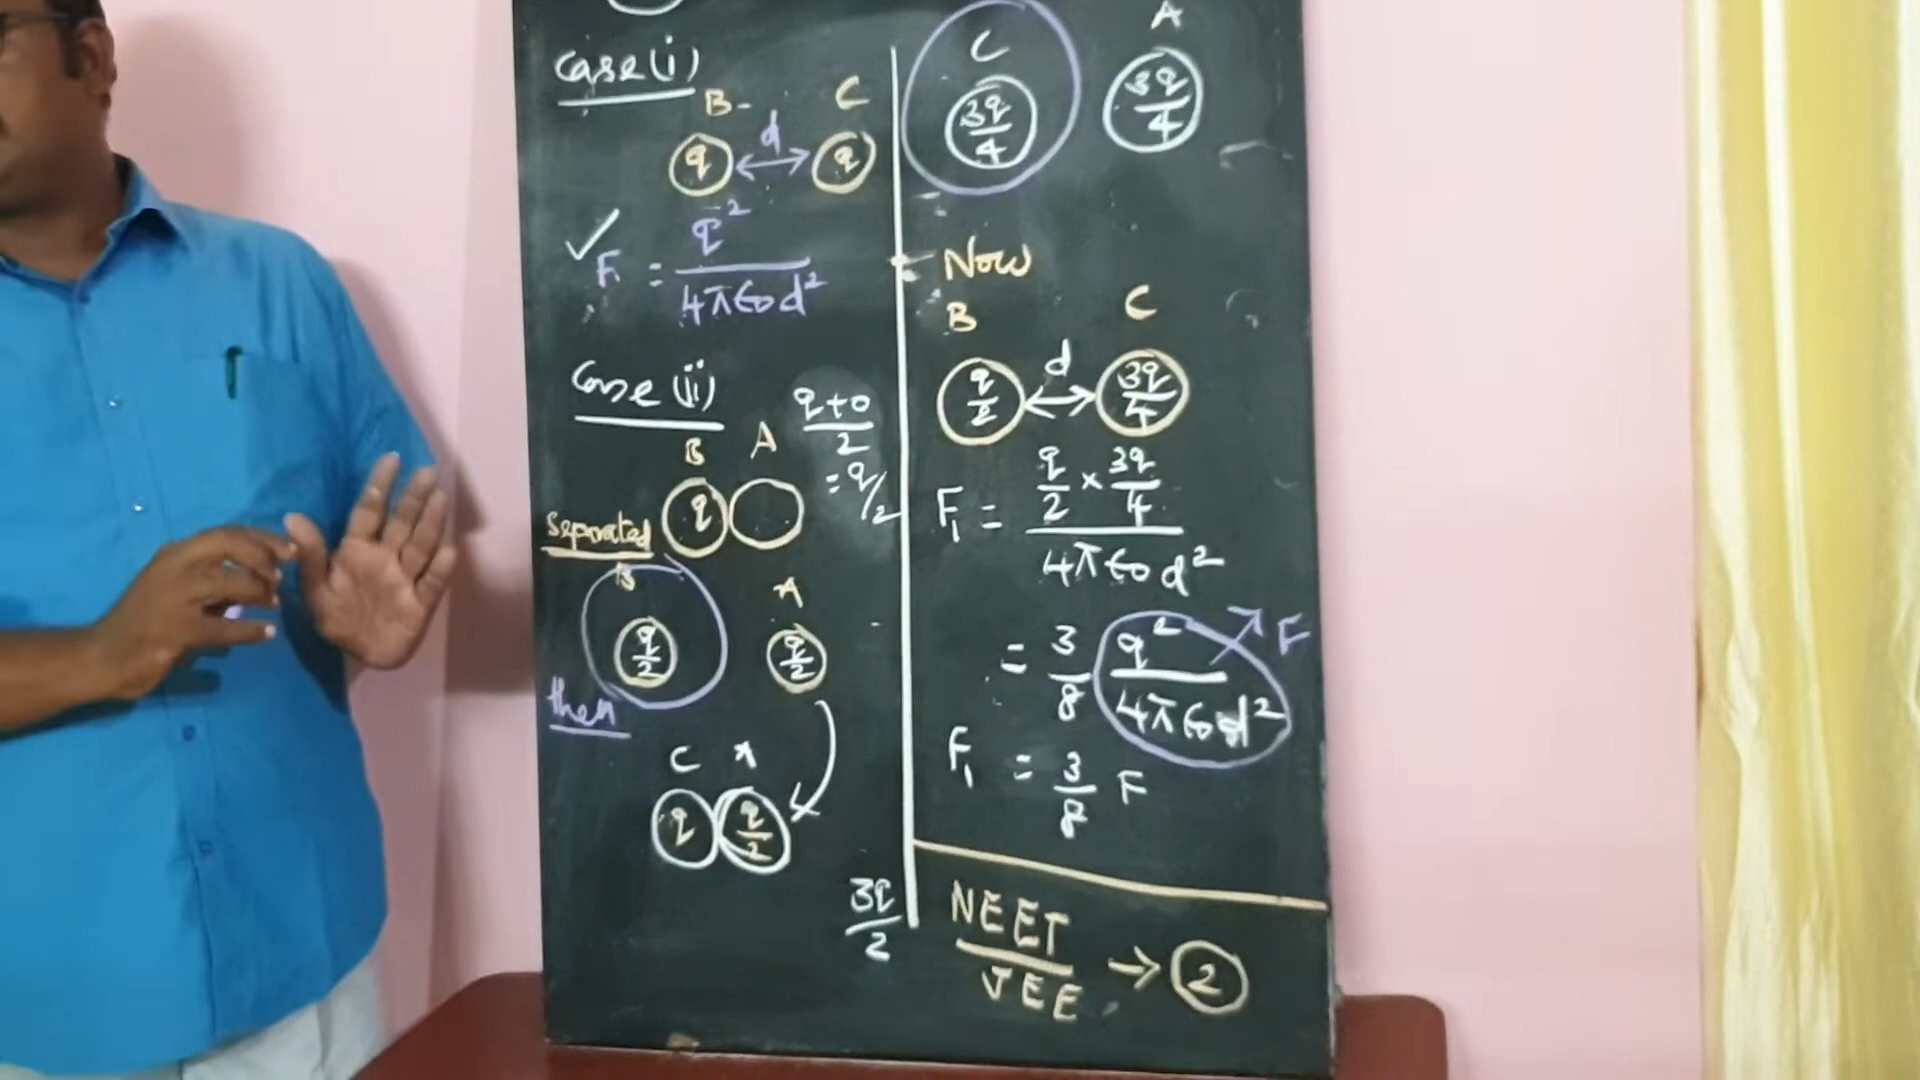 Case (i)
B C
q d q
F = q²/4πϵ₀d²
Case (ii)
B A
q+0/2
= q/2
q
Separated
B A
q/2 q/2
then
C A
q q/2
3q/2
C A
3q/4 3q/4
Now
B C
q/2 d 3q/4
F₁ = q/2 × 3q/4 / 4πϵ₀d²
= 3/8 q²/4πϵ₀d² F
F₁ = 3/8 F
NEET
JEE → 2